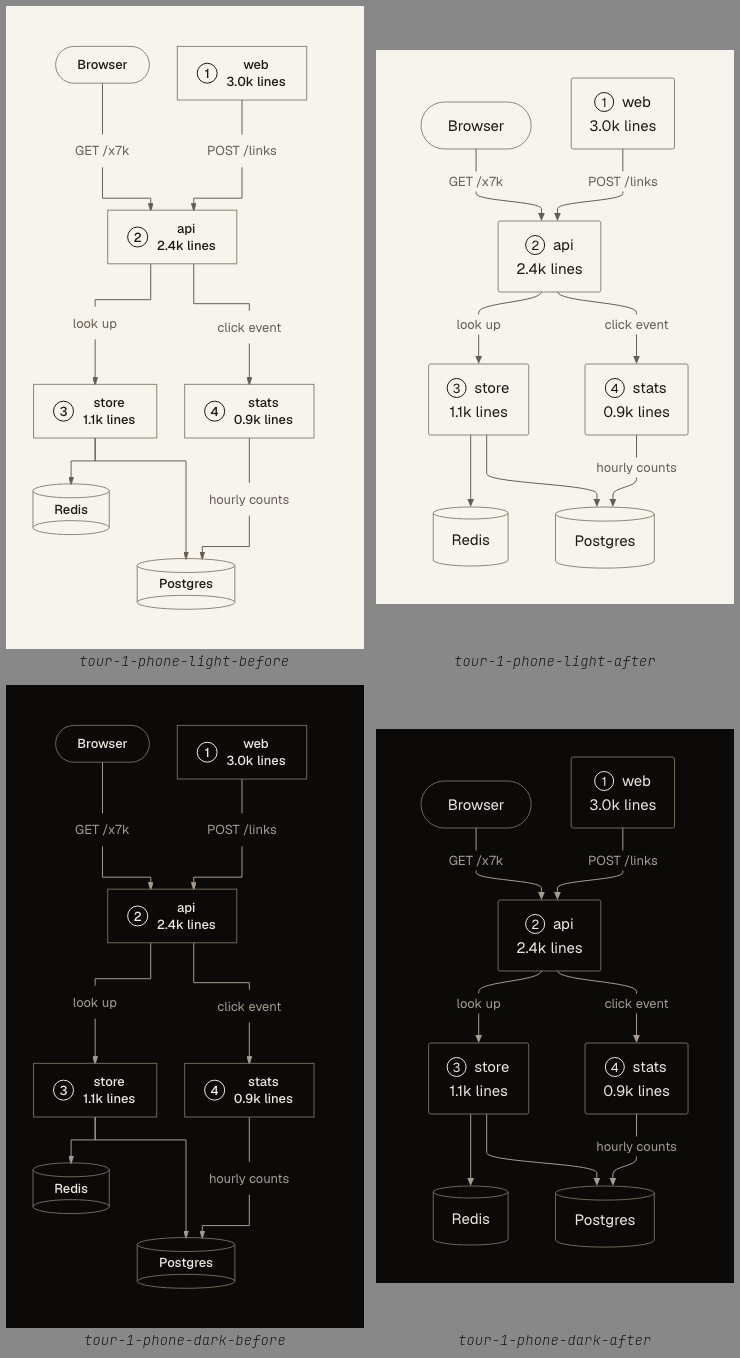 Browser
1
web
3.0k lines
GET /x7k
POST /links
2
api
2.4k lines
look up
click event
3
store
1.1k lines
4
stats
0.9k lines
Redis
hourly counts
Postgres
tour-1-phone-light-before
1 web
3.0k lines
Browser
GET /x7k
POST /links
2 api
2.4k lines
look up
click event
3 store
1.1k lines
4 stats
0.9k lines
hourly counts
Redis
Postgres
tour-1-phone-light-after
Browser
1
web
3.0k lines
GET /x7k
POST /links
2
api
2.4k lines
look up
click event
3
store
1.1k lines
4
stats
0.9k lines
Redis
hourly counts
Postgres
tour-1-phone-dark-before
1 web
3.0k lines
Browser
GET /x7k
POST /links
2 api
2.4k lines
look up
click event
3 store
1.1k lines
4 stats
0.9k lines
hourly counts
Redis
Postgres
tour-1-phone-dark-after